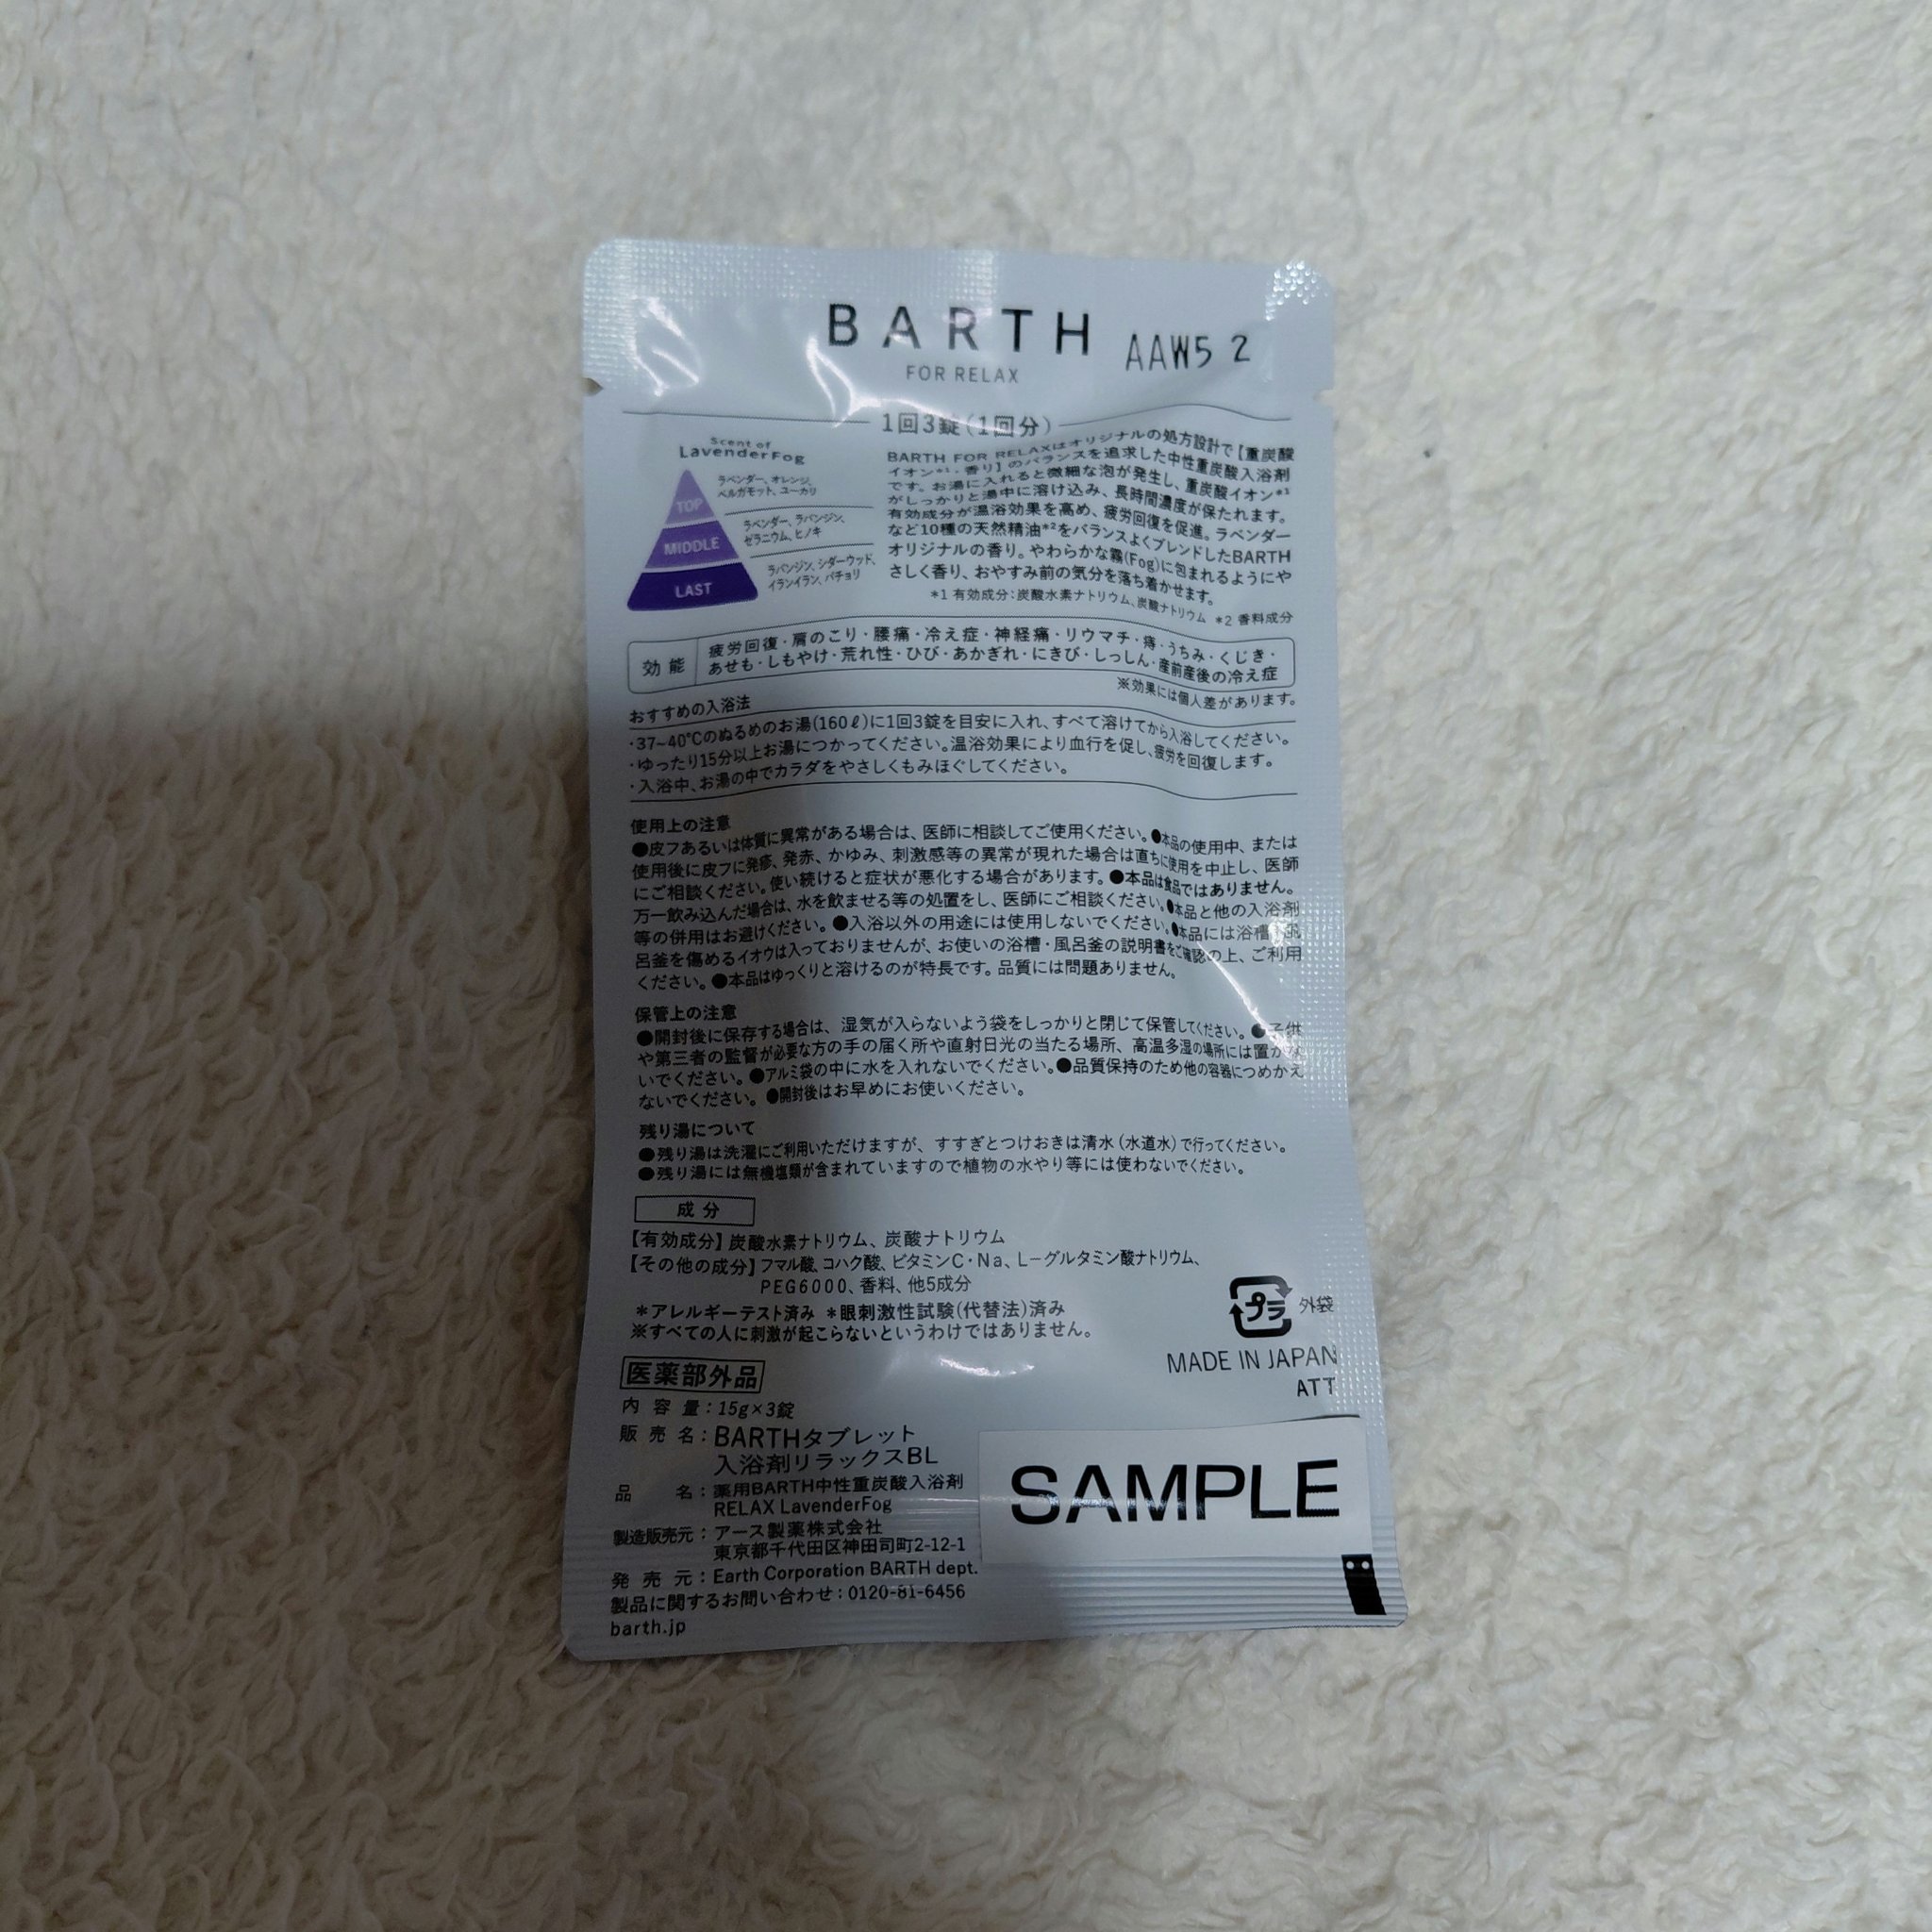 BARTH
AAW5 2
FOR RELAX
1回3錠(1回分)
Scent of
LavenderFog
TOP
ラベンダー、オレンジ、
ベルガモット、ユーカリ
MIDDLE
ラベンダー、ラバンジン、
ゼラニウム、ヒノキ
LAST
ラバンジン、シダーウッド、
イランイラン、パチョリ
BARTH FOR RELAXはオリジナルの処方設計で【重炭酸
イオン*1・香り】のバランスを追求した中性重炭酸入浴剤
です。お湯に入れると微細な泡が発生し、重炭酸イオン*1
がしっかりと湯中に溶け込み、長時間濃度が保たれます。
有効成分が温浴効果を高め、疲労回復を促進。ラベンダー
など10種の天然精油*2をバランスよくブレンドしたBARTH
オリジナルの香り。やわらかな霧(Fog)に包まれるようにや
さしく香り、おやすみ前の気分を落ち着かせます。
*1 有効成分:炭酸水素ナトリウム、炭酸ナトリウム *2 香料成分
効能
疲労回復・肩のこり・腰痛・冷え症・神経痛・リウマチ・痔・うちみ・くじき・
あせも・しもやけ・荒れ性・ひび・あかぎれ・にきび・しっしん・産前産後の冷え症
※効果には個人差があります。
おすすめの入浴法
・37~40℃のぬるめのお湯(160ℓ)に1回3錠を目安に入れ、すべて溶けてから入浴してください。
・ゆったり15分以上お湯につかってください。温浴効果により血行を促し、疲労を回復します。
・入浴中、お湯の中でカラダをやさしくもみほぐしてください。
使用上の注意
●皮フあるいは体質に異常がある場合は、医師に相談してご使用ください。●本品の使用中、または
使用後に皮フに発疹、発赤、かゆみ、刺激感等の異常が現れた場合は直ちに使用を中止し、医師
にご相談ください。使い続けると症状が悪化する場合があります。●本品は食品ではありません。
万一飲み込んだ場合は、水を飲ませる等の処置をし、医師にご相談ください。●本品と他の入浴剤
等の併用はお避けください。●入浴以外の用途には使用しないでください。●本品には浴槽・風
呂釜を傷めるイオウは入っておりませんが、お使いの浴槽・風呂釜の説明書をご確認の上、ご利用
ください。●本品はゆっくりと溶けるのが特長です。品質には問題ありません。
保管上の注意
●開封後に保存する場合は、湿気が入らないよう袋をしっかりと閉じて保管してください。●子供
や第三者の監督が必要な方の手の届く所や直射日光の当たる場所、高温多湿の場所には置かな
いでください。●アルミ袋の中に水を入れないでください。●品質保持のため他の容器につめかえ
ないでください。●開封後はお早めにお使いください。
残り湯について
●残り湯は洗濯にご利用いただけますが、すすぎとつけおきは清水(水道水)で行ってください。
●残り湯には無機塩類が含まれていますので植物の水やり等には使わないでください。
成分
【有効成分】炭酸水素ナトリウム、炭酸ナトリウム
【その他の成分】フマル酸、コハク酸、ビタミンC・Na、L-グルタミン酸ナトリウム、
PEG6000、香料、他5成分
*アレルギーテスト済み *眼刺激性試験(代替法)済み
※すべての人に刺激が起こらないというわけではありません。
プラ 外袋
MADE IN JAPAN
ATT
医薬部外品
内容量:15g×3錠
販売名:BARTHタブレット
入浴剤リラックスBL
品名:薬用BARTH中性重炭酸入浴剤
RELAX LavenderFog
製造販売元:アース製薬株式会社
東京都千代田区神田司町2-12-1
発売元:Earth Corporation BARTH dept.
製品に関するお問い合わせ:0120-81-6456
barth.jp
SAMPLE